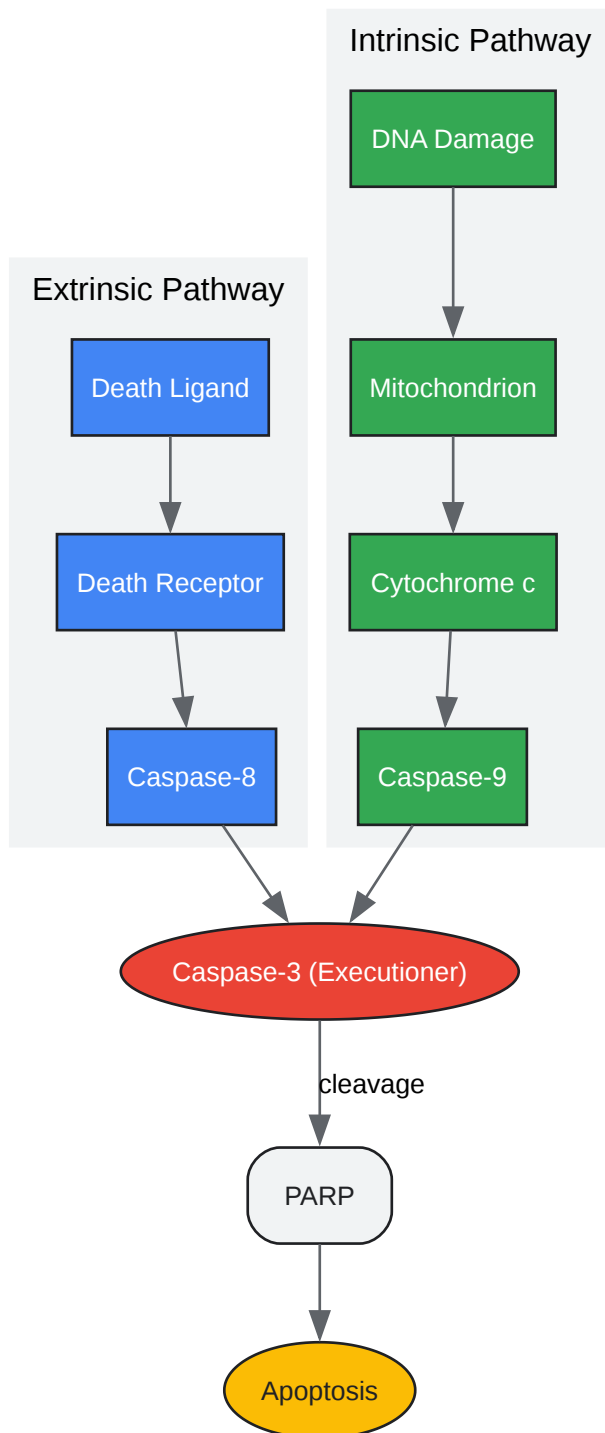 Intrinsic Pathway
DNA Damage
Extrinsic Pathway
Death Ligand
Mitochondrion
Death Receptor
Cytochrome c
Caspase-8
Caspase-9
Caspase-3 (Executioner)
cleavage
PARP
Apoptosis